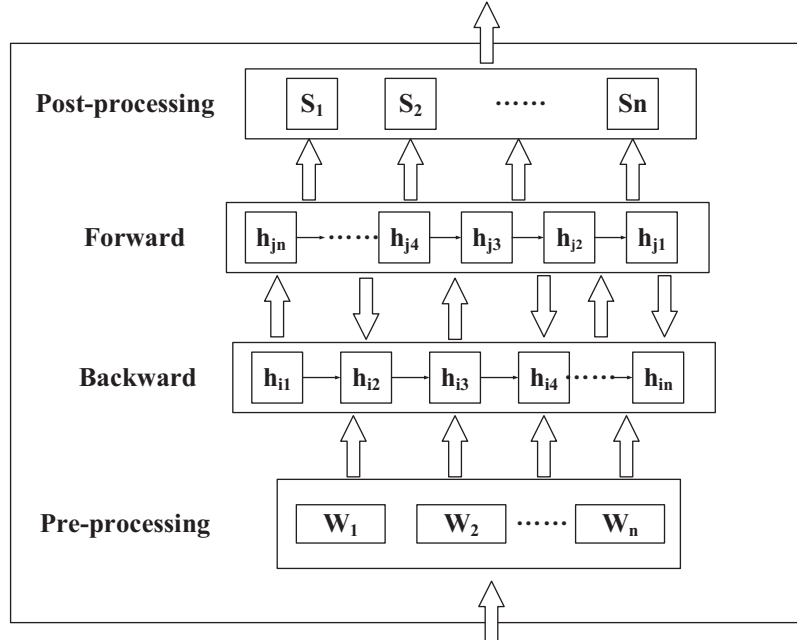 Post-processing S₁ S₂ …… Sn
Forward hⱼₙ …… hⱼ₄ hⱼ₃ hⱼ₂ hⱼ₁
Backward hᵢ₁ hᵢ₂ hᵢ₃ hᵢ₄ …… hᵢₙ
Pre-processing W₁ W₂ …… Wₙ